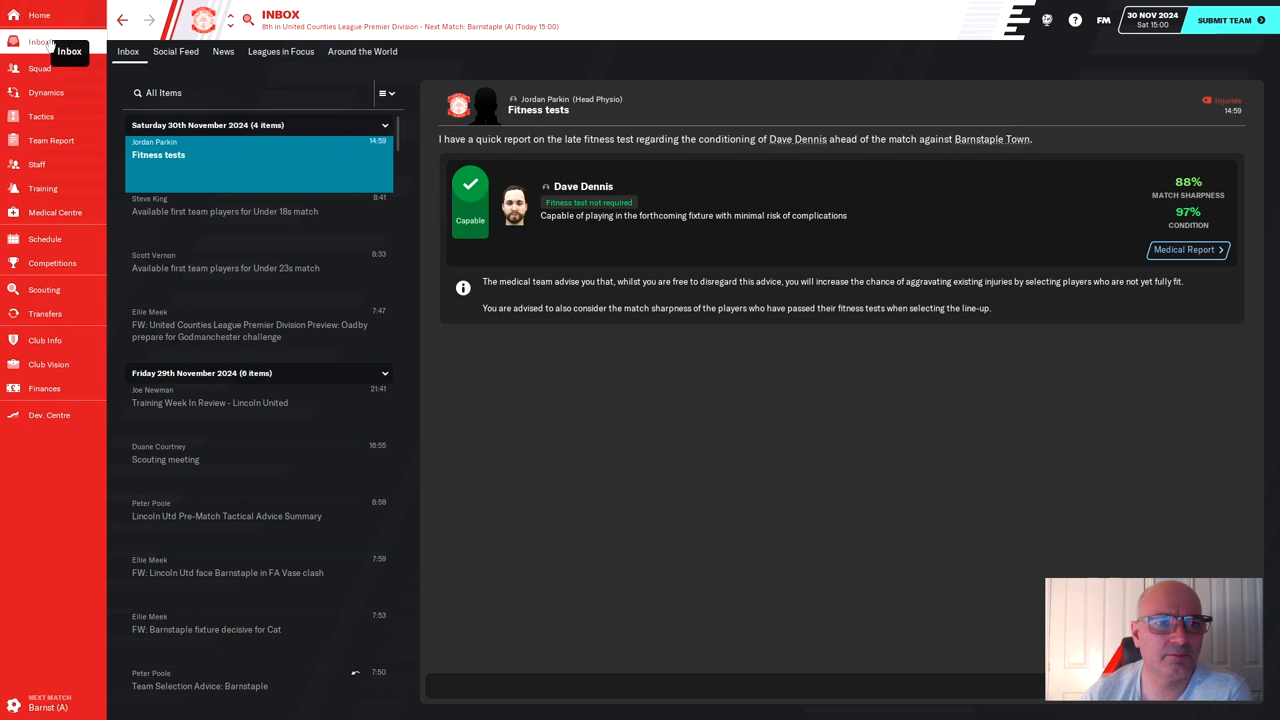 Home
Inbox
Inbox
Squad
Dynamics
Tactics
Team Report
Staff
Training
Medical Centre
Schedule
Competitions
Scouting
Transfers
Club Info
Club Vision
Finances
Dev. Centre
NEXT MATCH
Barnst (A)
INBOX
8th in United Counties League Premier Division - Next Match: Barnstaple (A) (Today 15:00)
FM
30 NOV 2024
Sat 15:00
SUBMIT TEAM
Inbox
Social Feed
News
Leagues in Focus
Around the World
All Items
Saturday 30th November 2024 (4 items)
Jordan Parkin 14:59
Fitness tests
Steve King 8:41
Available first team players for Under 18s match
Scott Vernon 8:33
Available first team players for Under 23s match
Ellie Meek 7:47
FW: United Counties League Premier Division Preview: Oadby
prepare for Godmanchester challenge
Friday 29th November 2024 (6 items)
Joe Newman 21:41
Training Week In Review - Lincoln United
Duane Courtney 16:55
Scouting meeting
Peter Poole 8:58
Lincoln Utd Pre-Match Tactical Advice Summary
Ellie Meek 7:59
FW: Lincoln Utd face Barnstaple in FA Vase clash
Ellie Meek 7:53
FW: Barnstaple fixture decisive for Cat
Peter Poole 7:50
Team Selection Advice: Barnstaple
Jordan Parkin (Head Physio)
Fitness tests
Injuries
14:59
I have a quick report on the late fitness test regarding the conditioning of Dave Dennis ahead of the match against Barnstaple Town.
Capable
Dave Dennis
Fitness test not required
Capable of playing in the forthcoming fixture with minimal risk of complications
88%
MATCH SHARPNESS
97%
CONDITION
Medical Report
The medical team advise you that, whilst you are free to disregard this advice, you will increase the chance of aggravating existing injuries by selecting players who are not yet fully fit.
You are advised to also consider the match sharpness of the players who have passed their fitness tests when selecting the line-up.